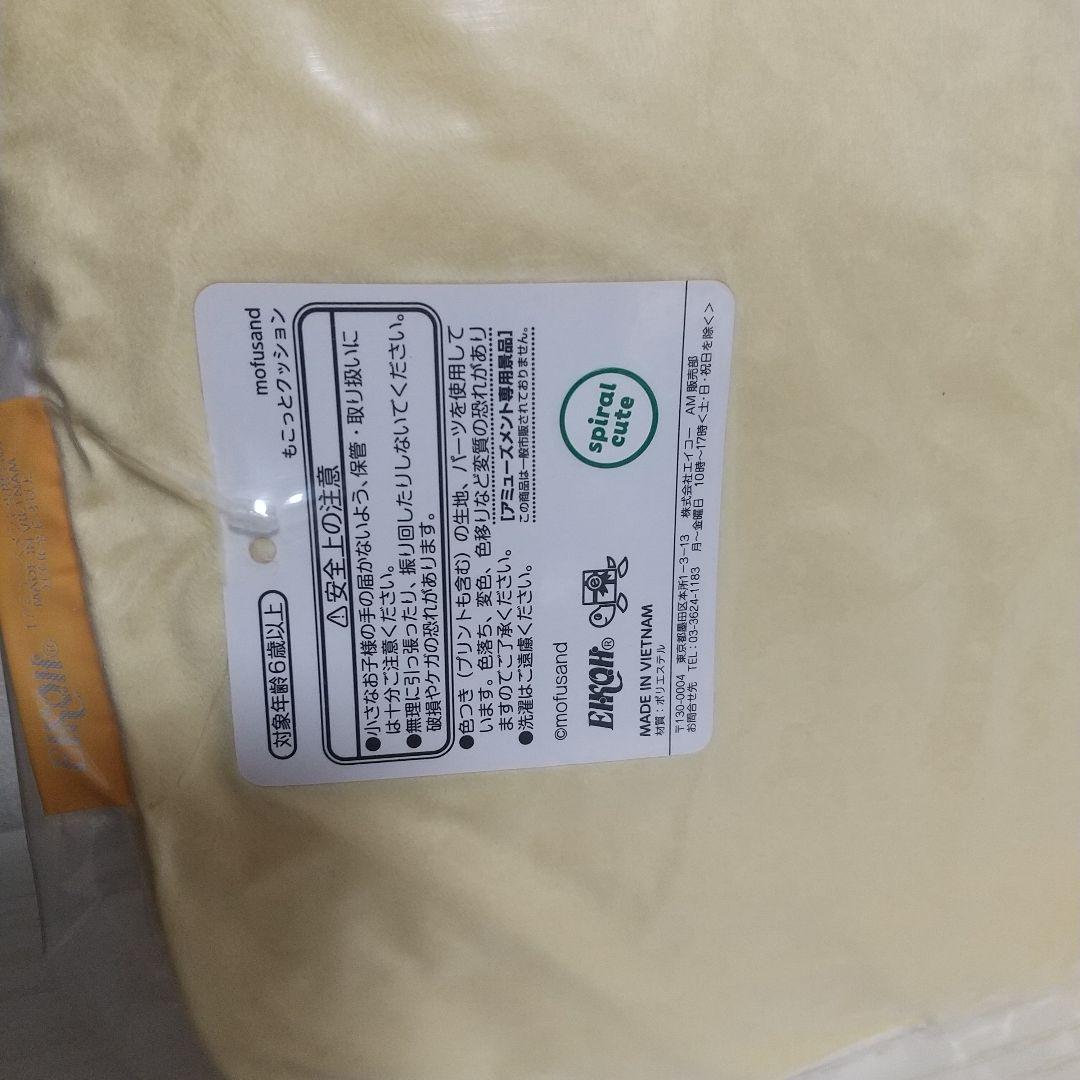 mofusand
もこっとクッション
対象年齢6歳以上
⚠安全上の注意
●小さなお子様の手の届かないよう、保管・取り扱いに
は十分ご注意ください。
●無理に引っ張ったり、振り回したりしないでください。
破損やケガの恐れがあります。
●色つき(プリントも含む)の生地、パーツを使用して
います。色落ち、変色、色移りなど変質の恐れがあり
ますのでご了承ください。
●洗濯はご遠慮ください。
[アミューズメント専用景品]
この商品は一般市販されておりません。
©mofusand
EIKOH®
spiral
cute
MADE IN VIETNAM
材質:ポリエステル
〒130-0004 東京都墨田区本所1-3-13 株式会社エイコー AM 販売部
お問合せ先 TEL:03-3624-1183 月~金曜日 10時~17時<土・日・祝日を除く>
EIKOH®
MADE IN VIETNAM